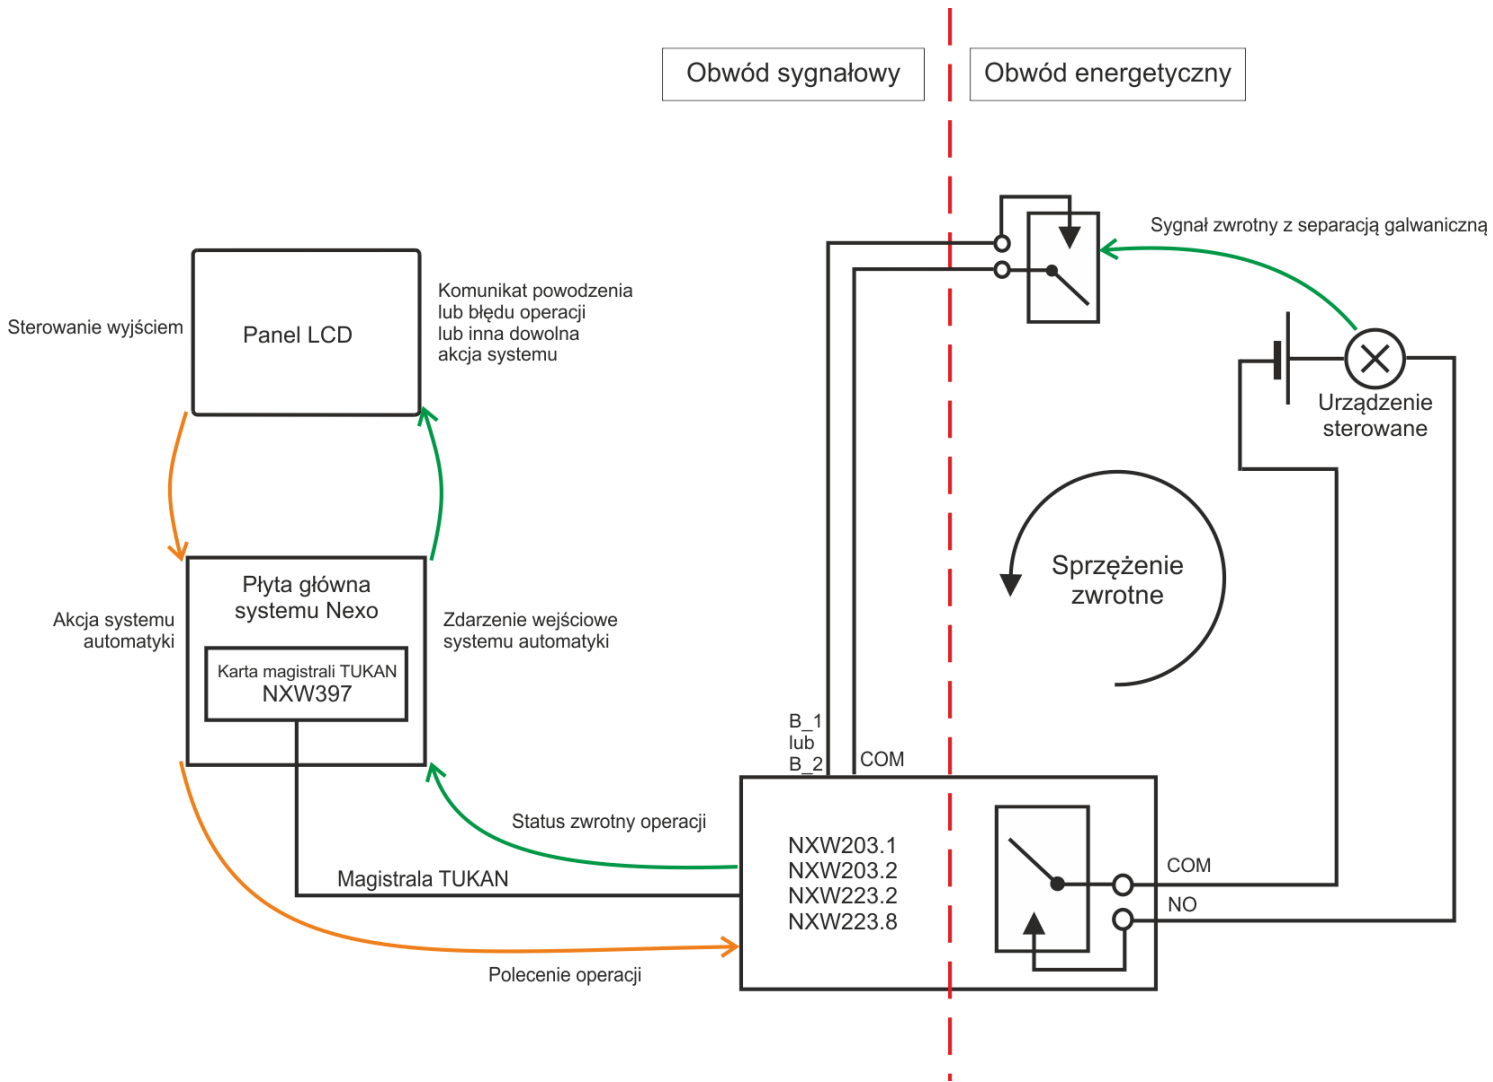 Obwód sygnałowy
Obwód energetyczny
Sygnał zwrotny z separacją galwaniczną
Sterowanie wyjściem
Panel LCD
Komunikat powodzenia
lub błędu operacji
lub inna dowolna
akcja systemu
Urządzenie
sterowane
Sprzężenie
zwrotne
Akcja systemu
automatyki
Płyta główna
systemu Nexo
Karta magistrali TUKAN
NXW397
Zdarzenie wejściowe
systemu automatyki
B_1
lub
B_2
COM
Status zwrotny operacji
Magistrala TUKAN
Polecenie operacji
NXW203.1
NXW203.2
NXW223.2
NXW223.8
COM
NO